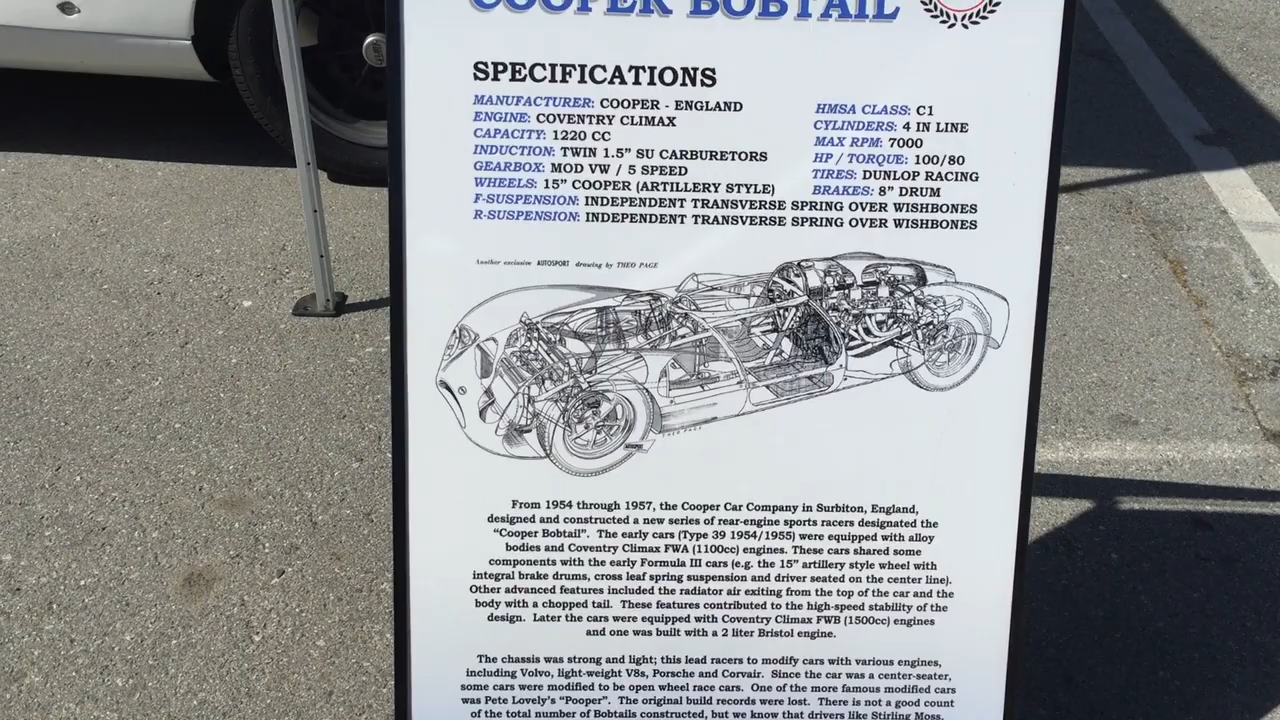 COOPER BOBTAIL
SPECIFICATIONS
MANUFACTURER: COOPER - ENGLAND
ENGINE: COVENTRY CLIMAX
CAPACITY: 1220 CC
INDUCTION: TWIN 1.5" SU CARBURETORS
GEARBOX: MOD VW / 5 SPEED
WHEELS: 15" COOPER (ARTILLERY STYLE)
F-SUSPENSION: INDEPENDENT TRANSVERSE SPRING OVER WISHBONES
R-SUSPENSION: INDEPENDENT TRANSVERSE SPRING OVER WISHBONES
HMSA CLASS: C1
CYLINDERS: 4 IN LINE
MAX RPM: 7000
HP / TORQUE: 100/80
TIRES: DUNLOP RACING
BRAKES: 8" DRUM
Another exclusive AUTOSPORT drawing by THEO PAGE
THEO PAGE
From 1954 through 1957, the Cooper Car Company in Surbiton, England,
designed and constructed a new series of rear-engine sports racers designated the
"Cooper Bobtail". The early cars (Type 39 1954/1955) were equipped with alloy
bodies and Coventry Climax FWA (1100cc) engines. These cars shared some
components with the early Formula III cars (e.g. the 15" artillery style wheel with
integral brake drums, cross leaf spring suspension and driver seated on the center line).
Other advanced features included the radiator air exiting from the top of the car and the
body with a chopped tail. These features contributed to the high-speed stability of the
design. Later the cars were equipped with Coventry Climax FWB (1500cc) engines
and one was built with a 2 liter Bristol engine.
The chassis was strong and light; this lead racers to modify cars with various engines,
including Volvo, light-weight V8s, Porsche and Corvair. Since the car was a center-seater,
some cars were modified to be open wheel race cars. One of the more famous modified cars
was Pete Lovely's "Pooper". The original build records were lost. There is not a good count
of the total number of Bobtails constructed, but we know that drivers like Stirling Moss,